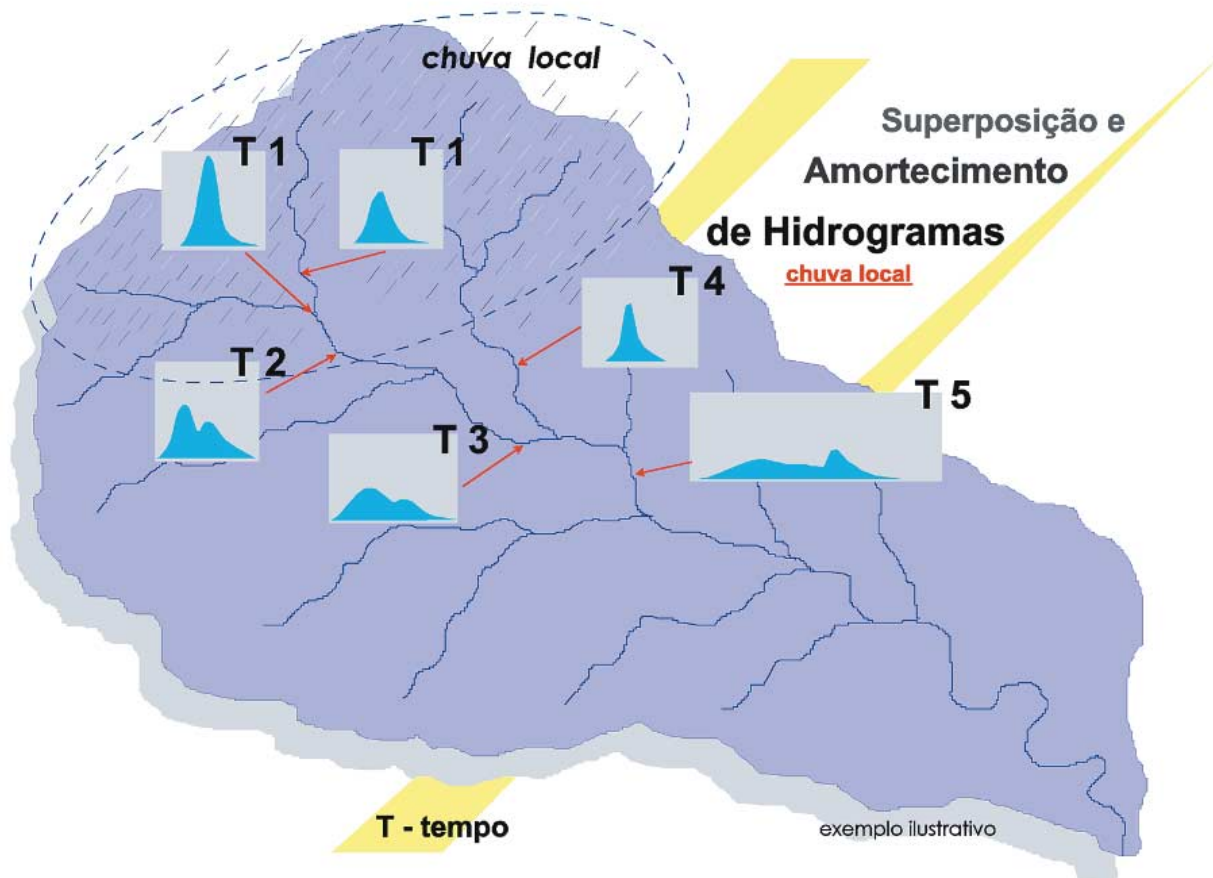 chuva local
Superposição e
Amortecimento
de Hidrogramas
chuva local
T 1
T 1
T 4
T 2
T 5
T 3
T - tempo
exemplo ilustrativo